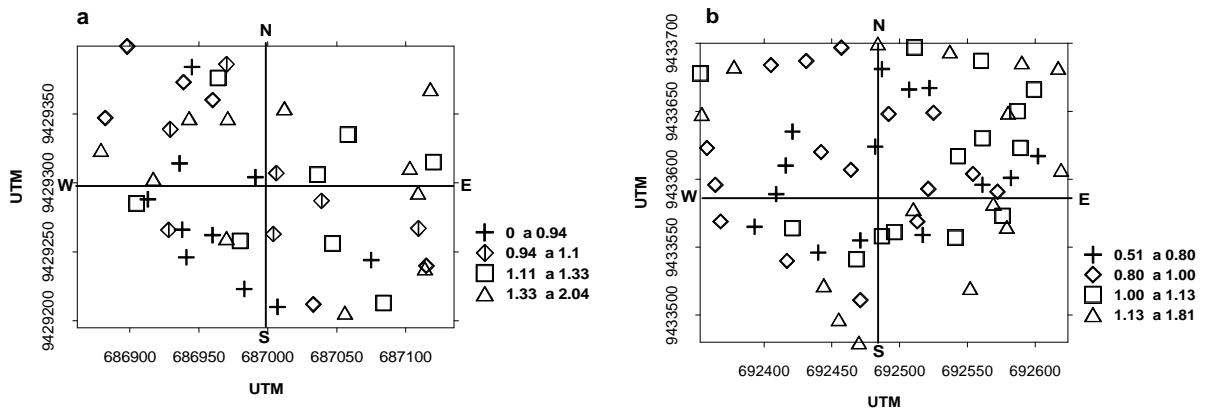 a
N
W
E
S
UTM
9429350
9429300
9429250
9429200
686900 686950 687000 687050 687100
UTM
0 a 0.94
0.94 a 1.1
1.11 a 1.33
1.33 a 2.04
b
N
W
E
S
UTM
9433700
9433650
9433600
9433550
9433500
692400 692450 692500 692550 692600
UTM
0.51 a 0.80
0.80 a 1.00
1.00 a 1.13
1.13 a 1.81